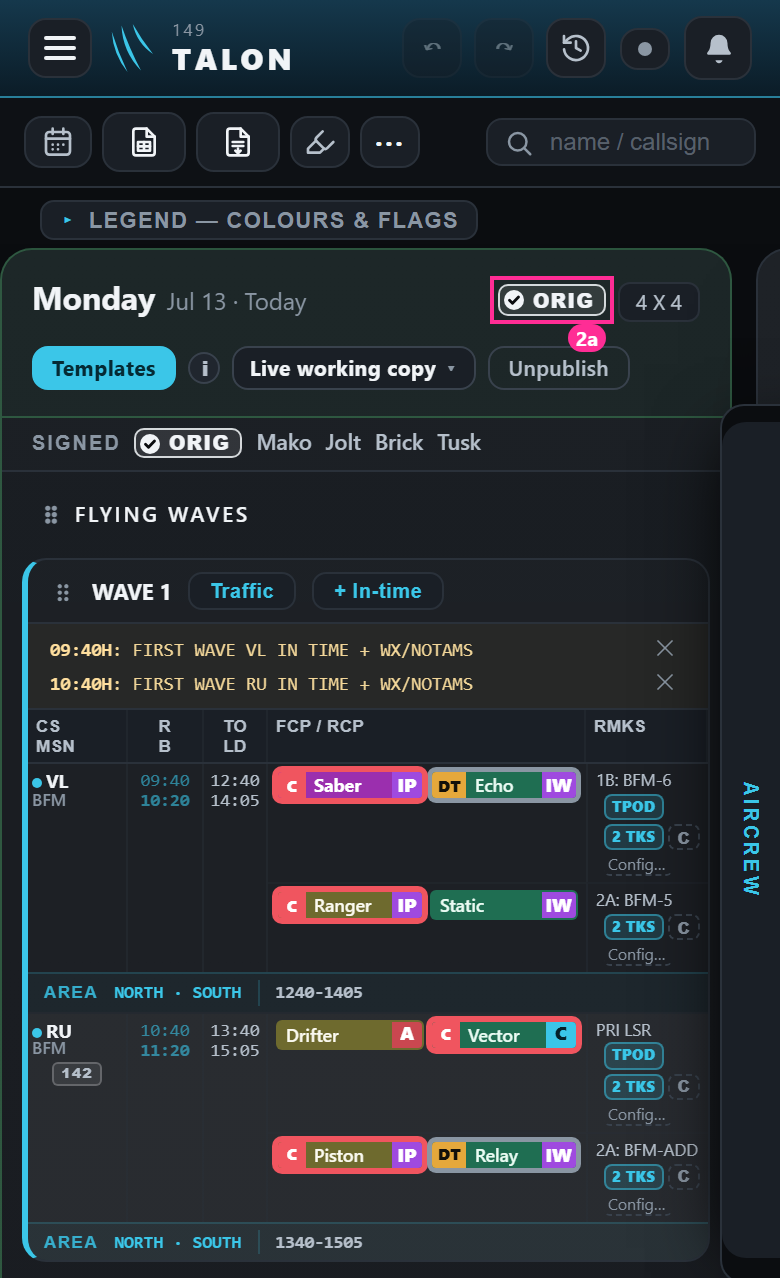 149
TALON
name / callsign
LEGEND — COLOURS & FLAGS
Monday Jul 13 · Today ORIG 4 X 4
2a
Templates i Live working copy Unpublish
SIGNED ORIG Mako Jolt Brick Tusk
FLYING WAVES
WAVE 1 Traffic + In-time
09:40H: FIRST WAVE VL IN TIME + WX/NOTAMS
10:40H: FIRST WAVE RU IN TIME + WX/NOTAMS
CS R TO FCP / RCP RMKS
MSN B LD
VL 09:40 12:40 C Saber IP DT Echo IW 1B: BFM-6
BFM 10:20 14:05 TPOD
2 TKS C
Config...
C Ranger IP Static IW 2A: BFM-5
2 TKS C
Config...
AREA NORTH · SOUTH 1240-1405
RU 10:40 13:40 Drifter A C Vector C PRI LSR
BFM 11:20 15:05 TPOD
142
2 TKS C
Config...
C Piston IP DT Relay IW 2A: BFM-ADD
2 TKS C
Config...
AREA NORTH · SOUTH 1340-1505
AIRCREW